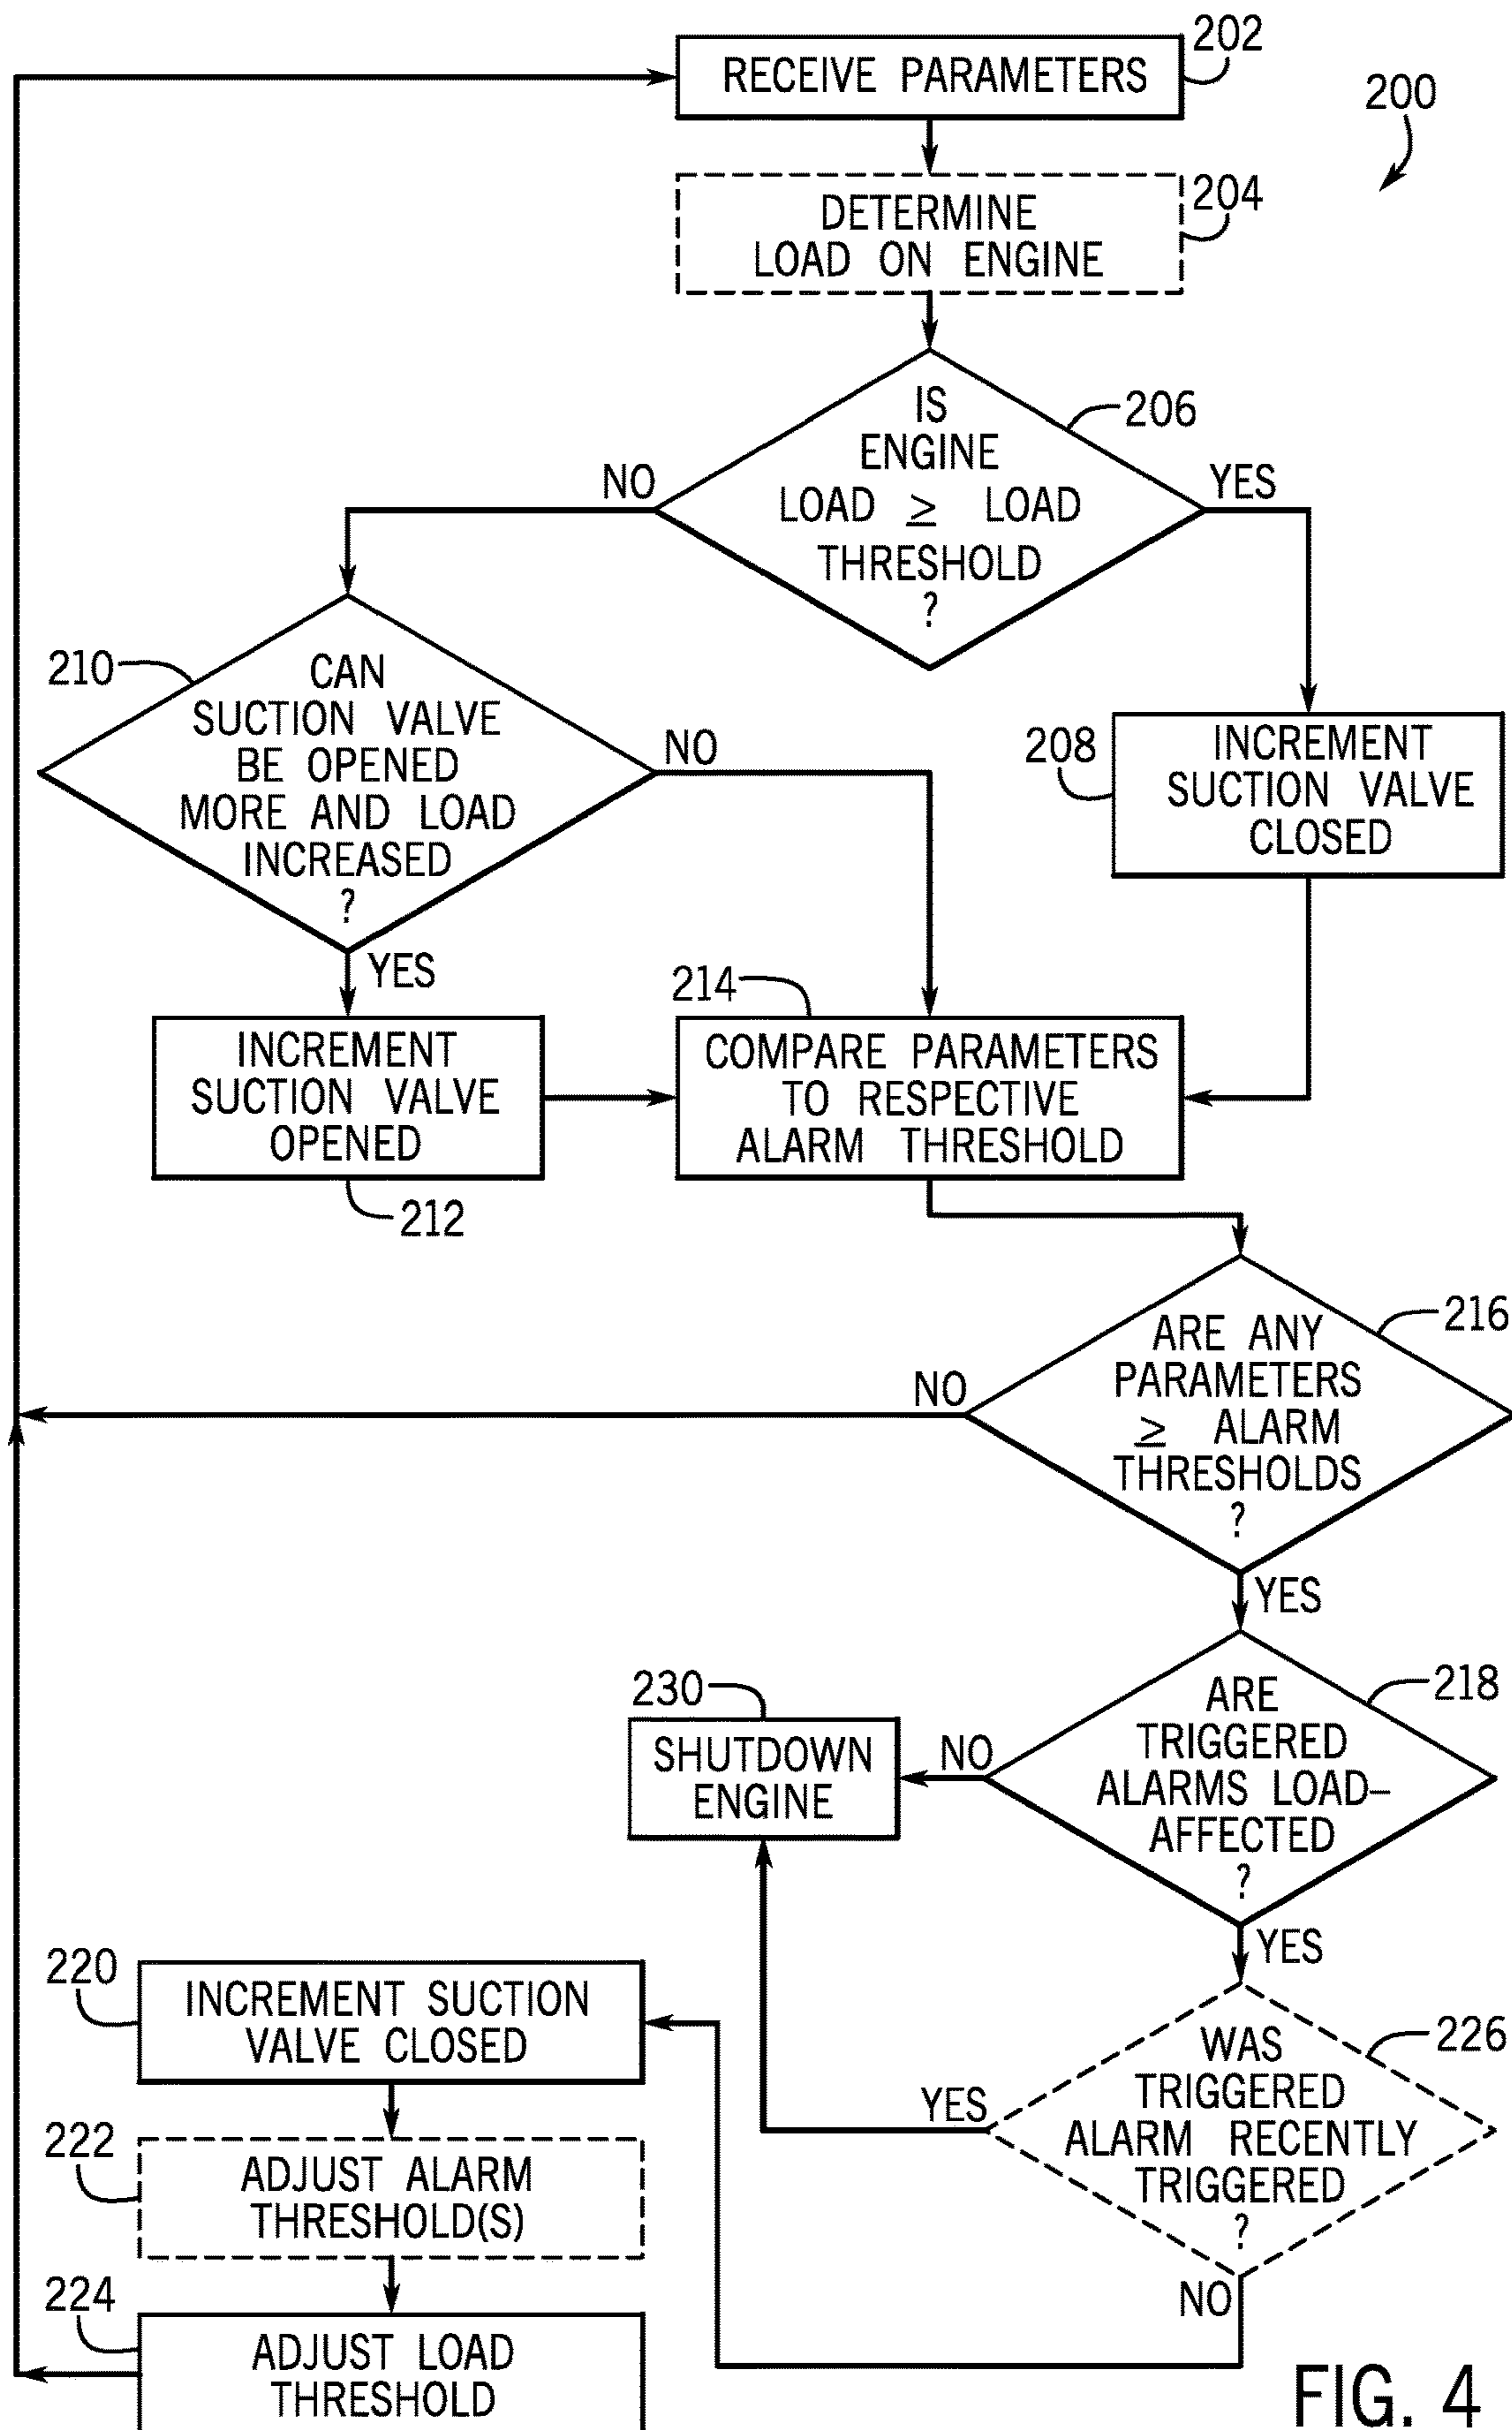 202
RECEIVE PARAMETERS
200
204
DETERMINE
LOAD ON ENGINE
206
IS
ENGINE
LOAD ≥ LOAD
THRESHOLD
?
NO
YES
210
CAN
SUCTION VALVE
BE OPENED
MORE AND LOAD
INCREASED
?
NO
YES
208
INCREMENT
SUCTION VALVE
CLOSED
INCREMENT
SUCTION VALVE
OPENED
212
214
COMPARE PARAMETERS
TO RESPECTIVE
ALARM THRESHOLD
216
ARE ANY
PARAMETERS
≥ ALARM
THRESHOLDS
?
NO
YES
218
ARE
TRIGGERED
ALARMS LOAD–
AFFECTED
?
NO
YES
230
SHUTDOWN
ENGINE
226
WAS
TRIGGERED
ALARM RECENTLY
TRIGGERED
?
YES
NO
220
INCREMENT SUCTION
VALVE CLOSED
222
ADJUST ALARM
THRESHOLD(S)
224
ADJUST LOAD
THRESHOLD
FIG. 4